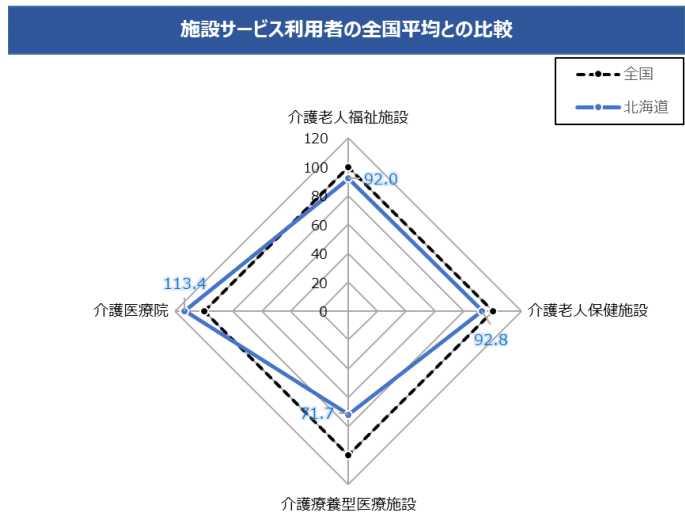 施設サービス利用者の全国平均との比較
全国
北海道
介護老人福祉施設
120
100
92.0
80
60
40
20
0
113.4
介護医療院
介護老人保健施設
92.8
71.7
介護療養型医療施設